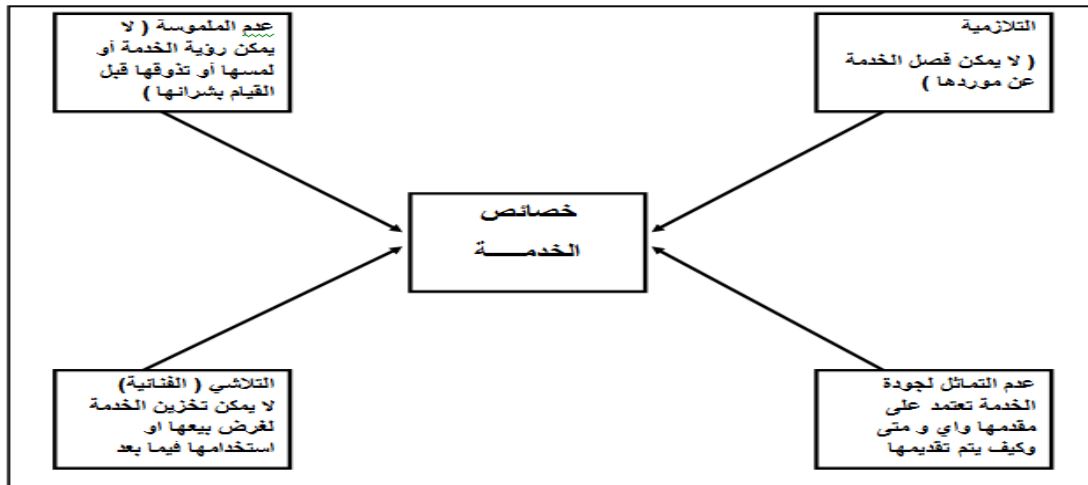 التلازمية
( لا يمكن فصل الخدمة
عن موردها )
عدم الملموسة ( لا
يمكن رؤية الخدمة أو
لمسها أو تذوقها قبل
القيام بشرائها )
خصائص
الخدمـــــة
عدم التماثل لجودة
الخدمة تعتمد على
مقدمها واي و متى
وكيف يتم تقديمها
التلاشي ( الفنائية)
لا يمكن تخزين الخدمة
لغرض بيعها او
استخدامها فيما بعد